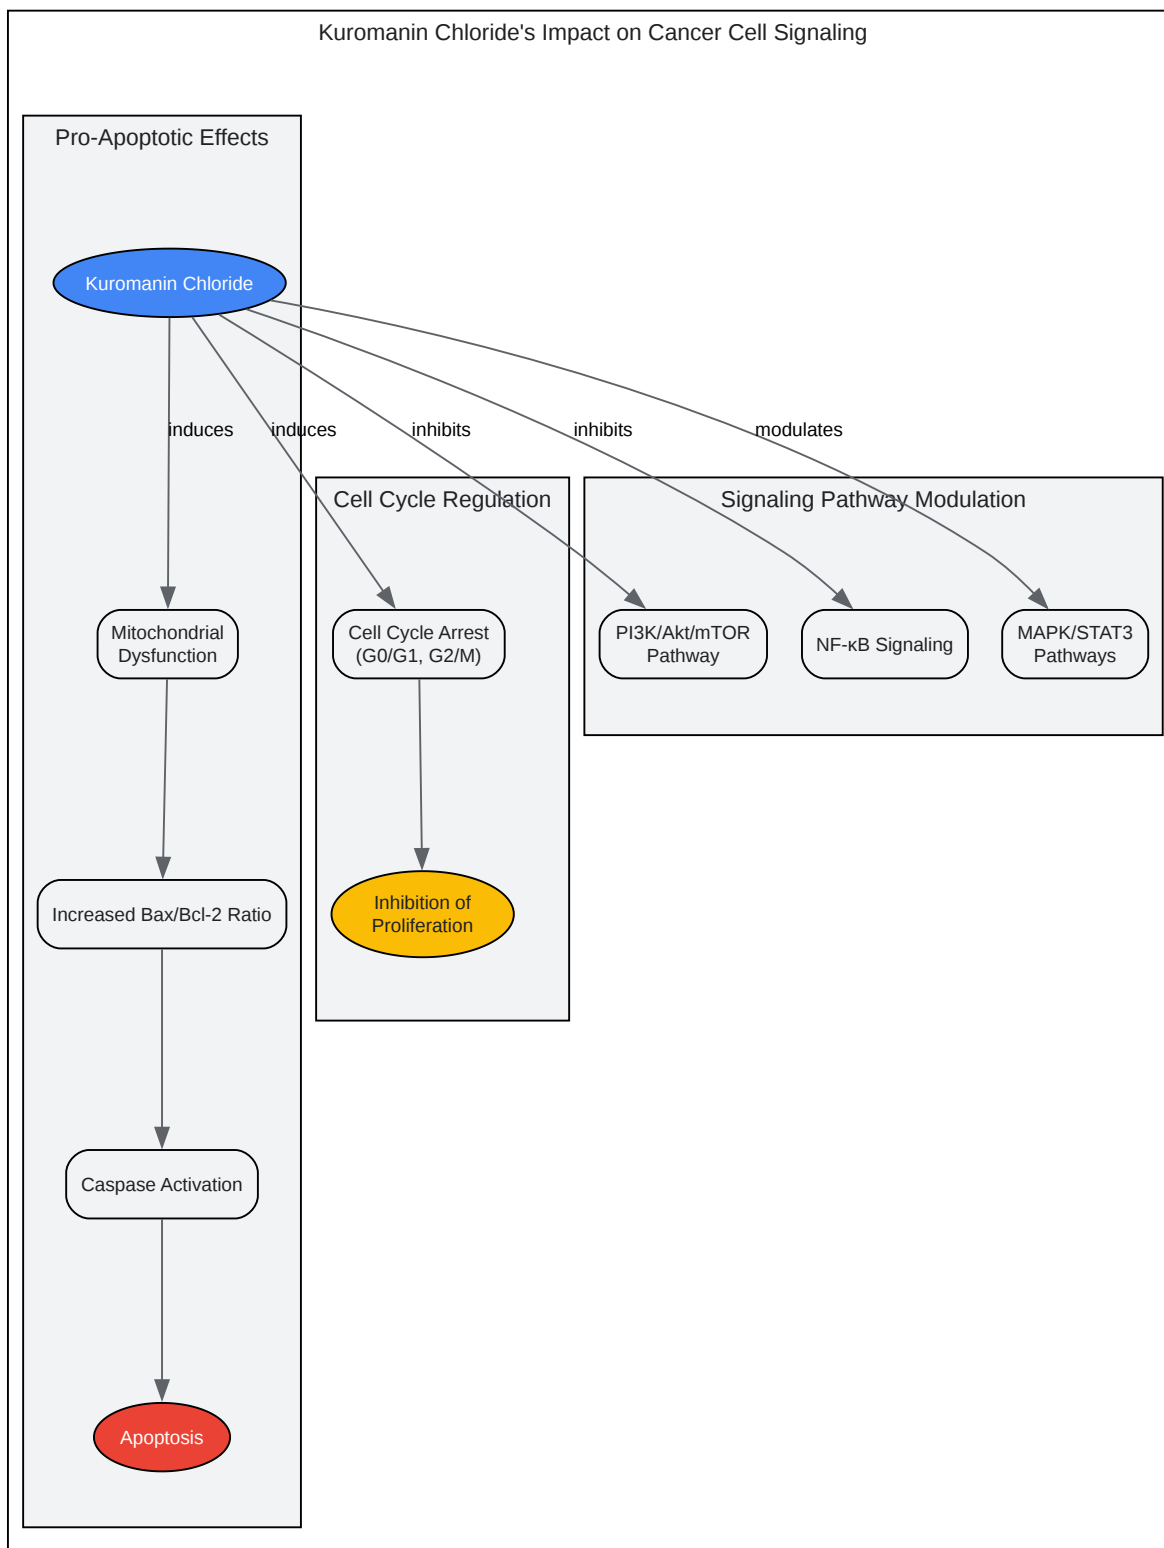 Kuromanin Chloride's Impact on Cancer Cell Signaling
Pro-Apoptotic Effects
Kuromanin Chloride
induces
induces
inhibits
inhibits
modulates
Cell Cycle Regulation
Signaling Pathway Modulation
Mitochondrial
Dysfunction
Cell Cycle Arrest
(G0/G1, G2/M)
PI3K/Akt/mTOR
Pathway
NF-κB Signaling
MAPK/STAT3
Pathways
Increased Bax/Bcl-2 Ratio
Inhibition of
Proliferation
Caspase Activation
Apoptosis